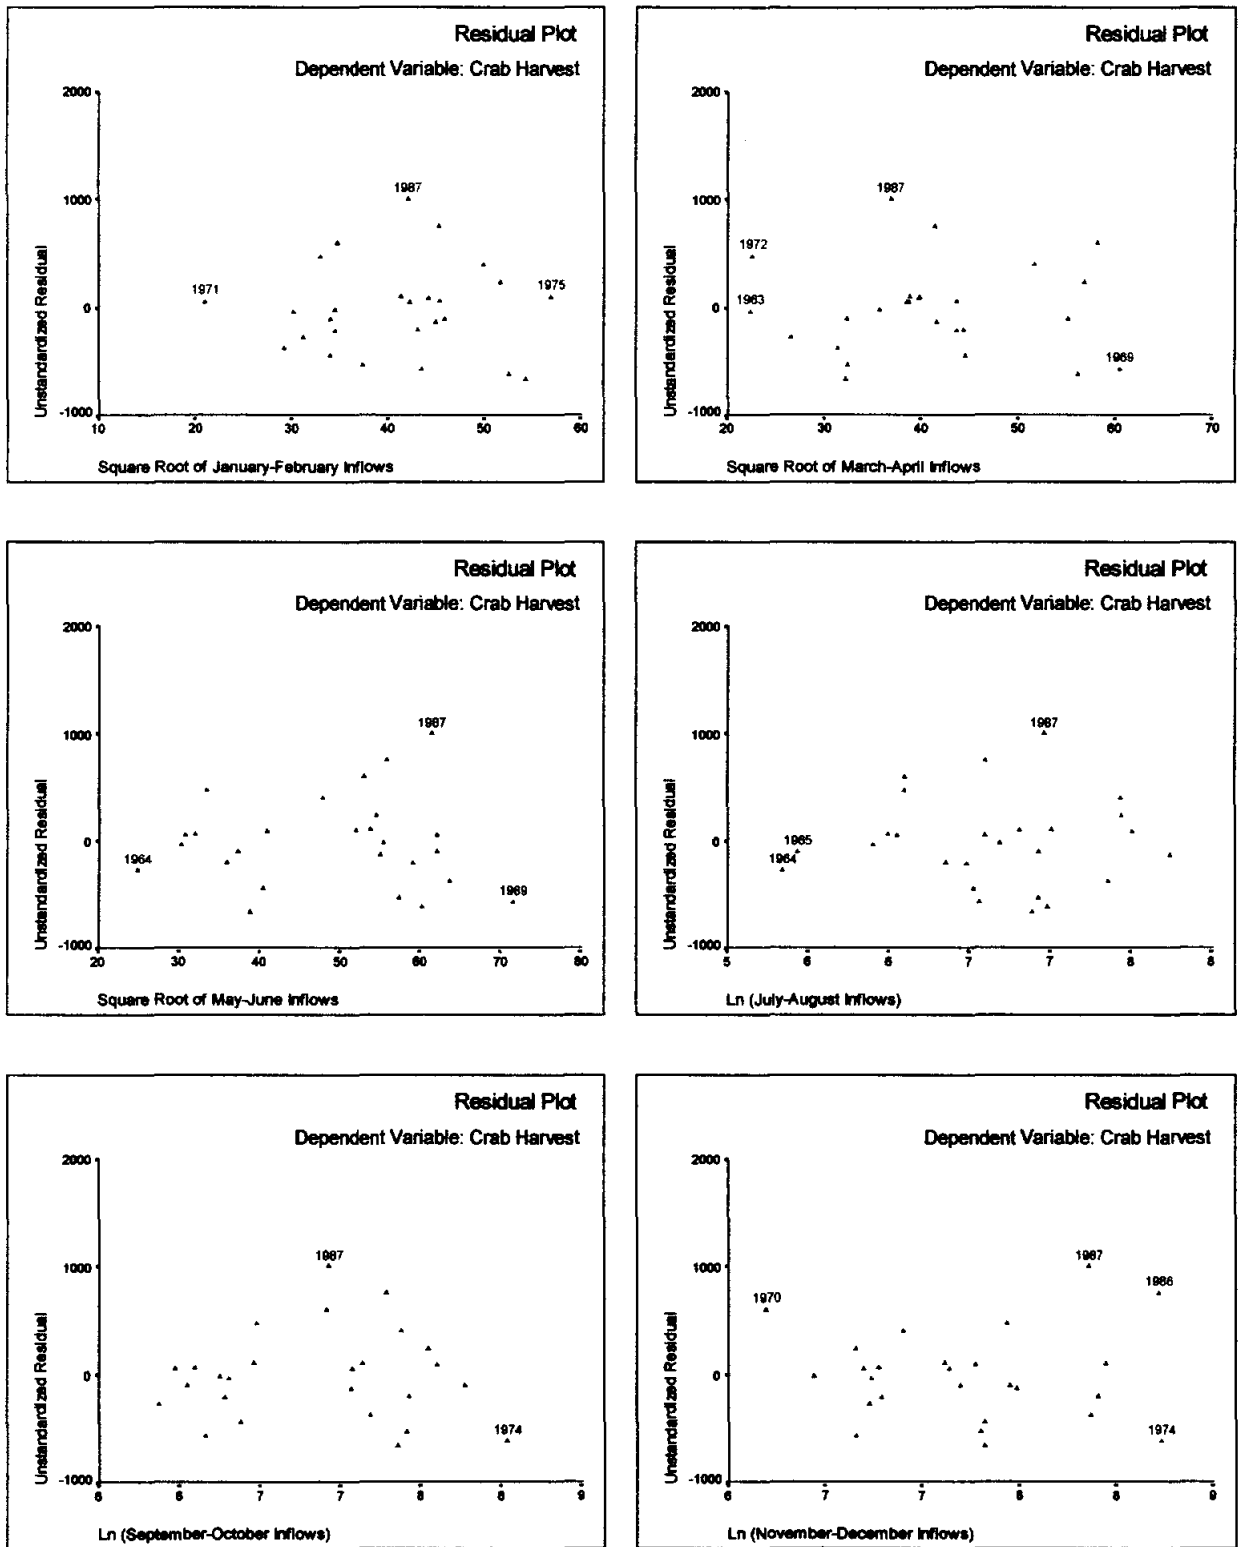 Residual Plot
Dependent Variable: Crab Harvest
2000
1000
0
-1000
Unstandardized Residual
1987
1971
1975
10 20 30 40 50 60
Square Root of January-February Inflows
Residual Plot
Dependent Variable: Crab Harvest
2000
1000
0
-1000
Unstandardized Residual
1987
1972
1963
1969
20 30 40 50 60 70
Square Root of March-April Inflows
Residual Plot
Dependent Variable: Crab Harvest
2000
1000
0
-1000
Unstandardized Residual
1987
1964
1969
20 30 40 50 60 70 80
Square Root of May-June Inflows
Residual Plot
Dependent Variable: Crab Harvest
2000
1000
0
-1000
Unstandardized Residual
1987
1965
1964
5 6 6 7 7 8 8
Ln (July-August Inflows)
Residual Plot
Dependent Variable: Crab Harvest
2000
1000
0
-1000
Unstandardized Residual
1987
1974
6 6 7 7 8 8 9
Ln (September-October Inflows)
Residual Plot
Dependent Variable: Crab Harvest
2000
1000
0
-1000
Unstandardized Residual
1987
1986
1970
1974
6 7 7 8 8 9
Ln (November-December Inflows)